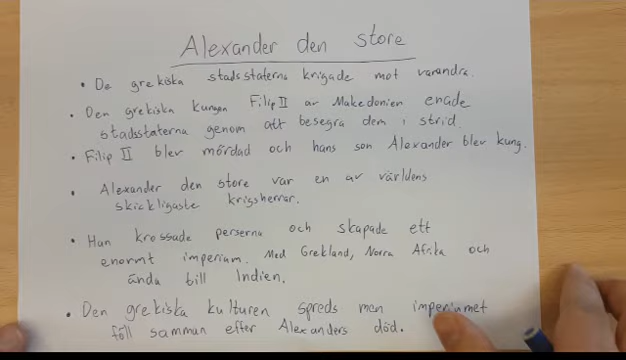 Alexander den store
• De grekiska stadsstaterna krigade mot varandra.
• Den grekiska kungen Filip II av Makedonien enade
stadsstaterna genom att besegra dem i strid.
• Filip II blev mördad och hans son Alexander blev kung.
• Alexander den store var en av världens
skickligaste krigsherrar.
• Han krossade perserna och skapade ett
enormt imperium. Med Grekland, Norra Afrika och
ända till Indien.
• Den grekiska kulturen spreds men imperiumet
föll samman efter Alexanders död.